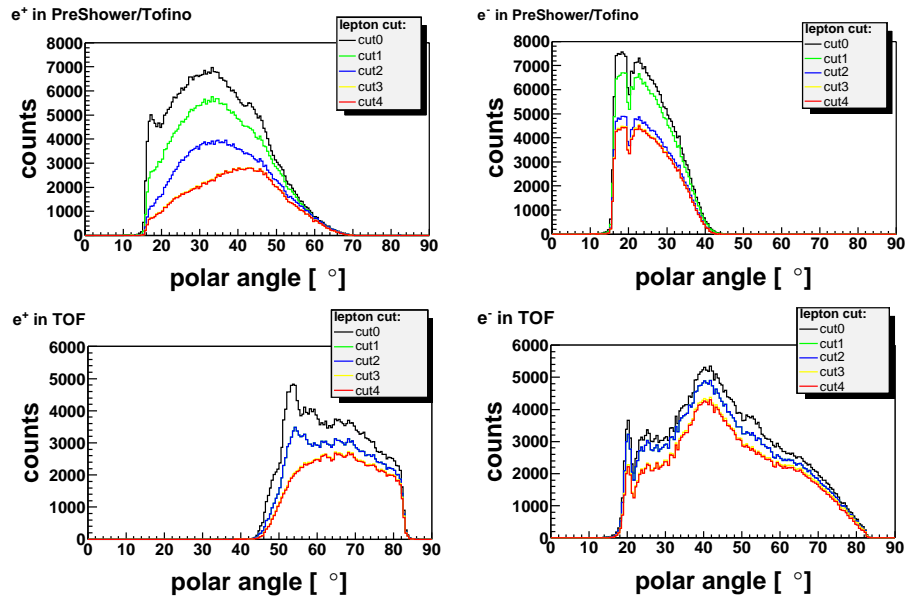 e⁺ in PreShower/Tofino
lepton cut:
cut0
cut1
cut2
cut3
cut4
8000
7000
6000
5000
4000
3000
2000
1000
0
counts
0 10 20 30 40 50 60 70 80 90
polar angle [ °]
e⁻ in PreShower/Tofino
lepton cut:
cut0
cut1
cut2
cut3
cut4
8000
7000
6000
5000
4000
3000
2000
1000
0
counts
0 10 20 30 40 50 60 70 80 90
polar angle [ °]
e⁺ in TOF
lepton cut:
cut0
cut1
cut2
cut3
cut4
6000
5000
4000
3000
2000
1000
0
counts
0 10 20 30 40 50 60 70 80 90
polar angle [ °]
e⁻ in TOF
lepton cut:
cut0
cut1
cut2
cut3
cut4
6000
5000
4000
3000
2000
1000
0
counts
0 10 20 30 40 50 60 70 80 90
polar angle [ °]